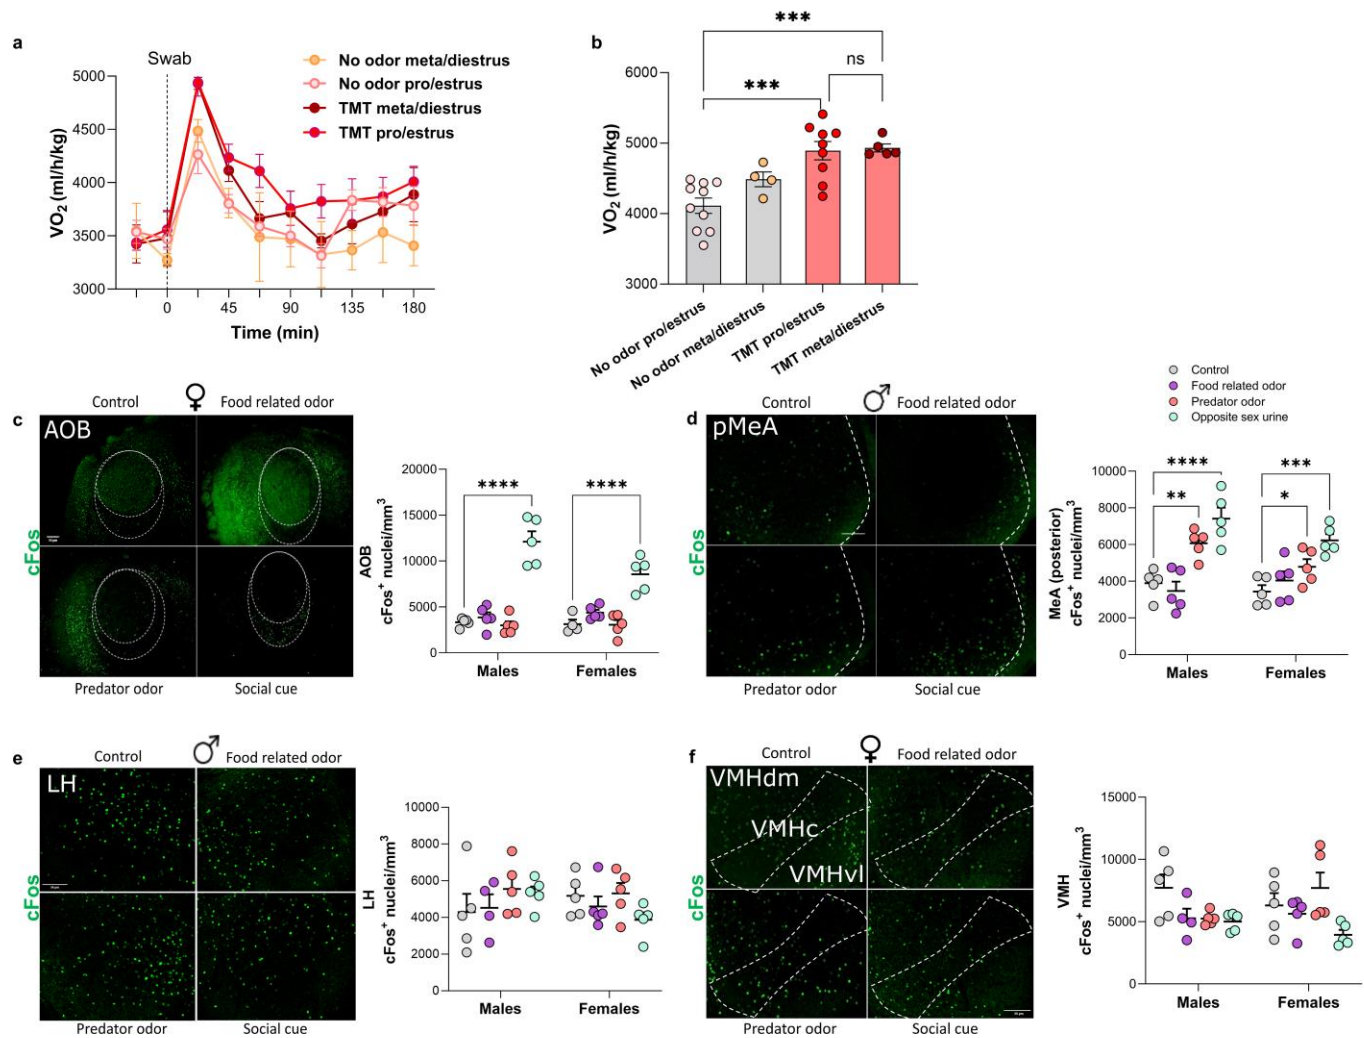 a
Swab
No odor meta/diestrus
No odor pro/estrus
TMT meta/diestrus
TMT pro/estrus
5000
4500
4000
3500
3000
VO2 (ml/h/kg)
0 45 90 135 180
Time (min)
b
***
***
ns
6000
5000
4000
3000
VO2 (ml/h/kg)
No odor pro/estrus
No odor meta/diestrus
TMT pro/estrus
TMT meta/diestrus
c
Control ♀ Food related odor
AOB
cFos
Predator odor Social cue
20000
15000
10000
5000
0
AOB
cFos+ nuclei/mm3
**** ****
Males Females
d
Control ♂ Food related odor
pMeA
cFos
Predator odor Social cue
Control
Food related odor
Predator odor
Opposite sex urine
10000
8000
6000
4000
2000
0
MeA (posterior)
cFos+ nuclei/mm3
**** ***
** *
Males Females
e
Control ♂ Food related odor
LH
cFos
Predator odor Social cue
10000
8000
6000
4000
2000
0
LH
cFos+ nuclei/mm3
Males Females
f
Control ♀ Food related odor
VMHdm
VMHc
VMHvl
cFos
Predator odor Social cue
15000
10000
5000
0
VMH
cFos+ nuclei/mm3
Males Females